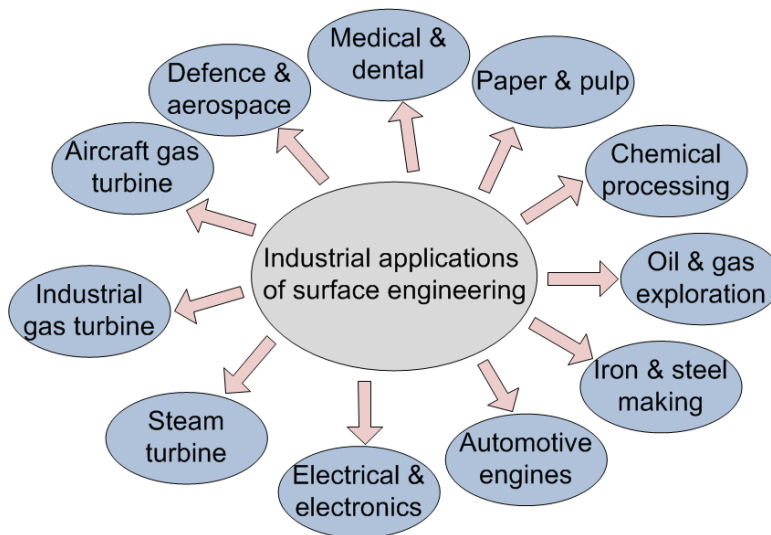 Medical &
dental
Defence &
aerospace
Paper & pulp
Aircraft gas
turbine
Chemical
processing
Industrial applications
of surface engineering
Oil & gas
exploration
Industrial
gas turbine
Iron & steel
making
Steam
turbine
Automotive
engines
Electrical &
electronics